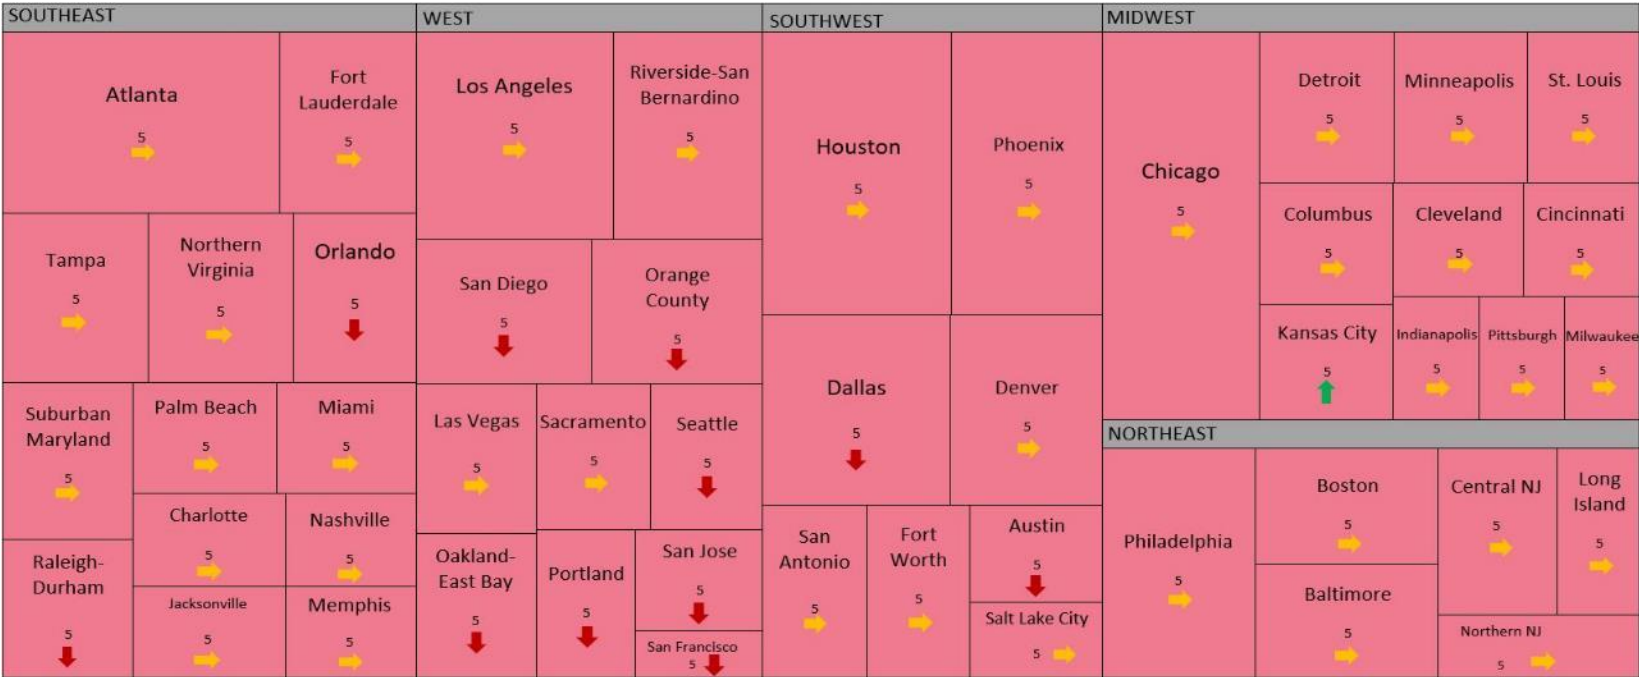 SOUTHEAST
Atlanta
5
Fort
Lauderdale
5
Tampa
5
Northern
Virginia
5
Orlando
5
Suburban
Maryland
5
Palm Beach
5
Miami
5
Charlotte
5
Nashville
5
Raleigh-
Durham
5
Jacksonville
5
Memphis
5
WEST
Los Angeles
5
Riverside-San
Bernardino
5
San Diego
5
Orange
County
5
Las Vegas
5
Sacramento
5
Seattle
5
Oakland-
East Bay
5
Portland
5
San Jose
5
San Francisco
5
SOUTHWEST
Houston
5
Phoenix
5
Dallas
5
Denver
5
San
Antonio
5
Fort
Worth
5
Austin
5
Salt Lake City
5
MIDWEST
Chicago
5
Detroit
5
Minneapolis
5
St. Louis
5
Columbus
5
Cleveland
5
Cincinnati
5
Kansas City
5
Indianapolis
5
Pittsburgh
5
Milwaukee
5
NORTHEAST
Philadelphia
5
Boston
5
Central NJ
5
Long
Island
5
Baltimore
5
Northern NJ
5